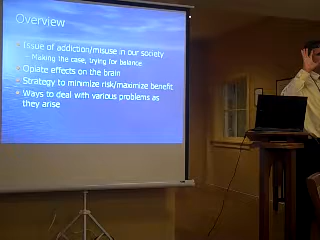 Overview
Issue of addiction/misuse in our society
– Making the case, trying for balance
Opiate effects on the brain
Strategy to minimize risk/maximize benefit
Ways to deal with various problems as
they arise